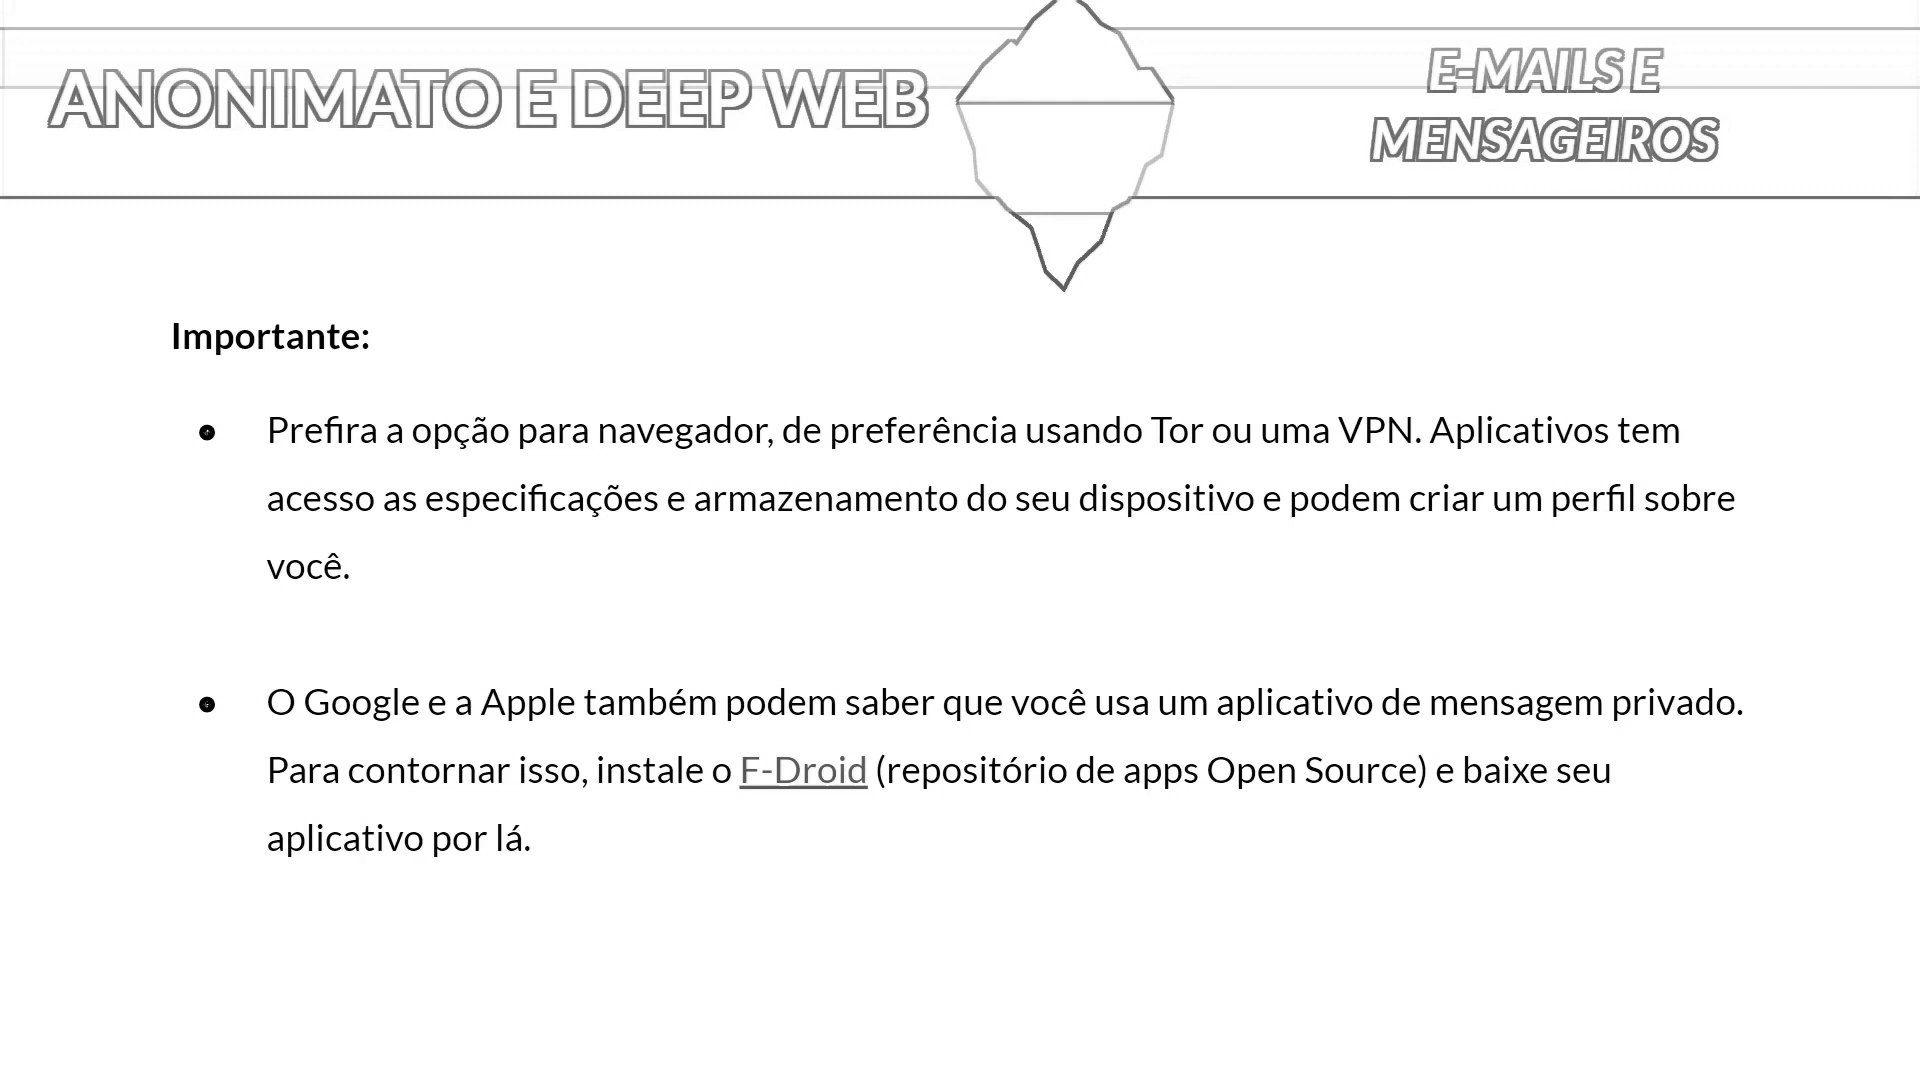 ANONIMATO E DEEP WEB
E-MAILS E
MENSAGEIROS
Importante:
● Prefira a opção para navegador, de preferência usando Tor ou uma VPN. Aplicativos tem
acesso as especificações e armazenamento do seu dispositivo e podem criar um perfil sobre
você.
● O Google e a Apple também podem saber que você usa um aplicativo de mensagem privado.
Para contornar isso, instale o F-Droid (repositório de apps Open Source) e baixe seu
aplicativo por lá.